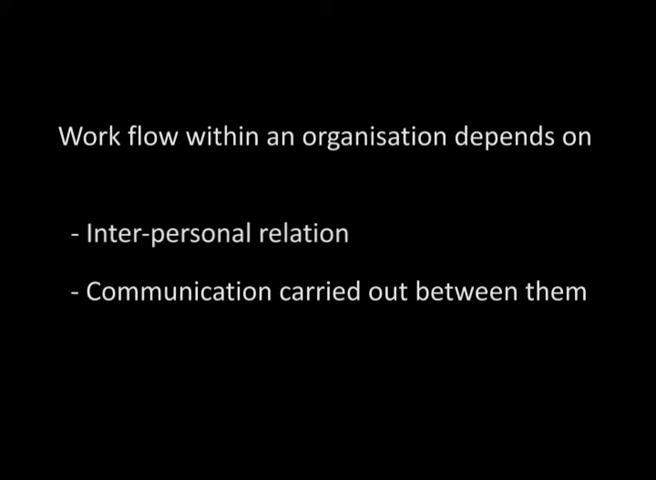 Work flow within an organisation depends on
- Inter-personal relation
- Communication carried out between them